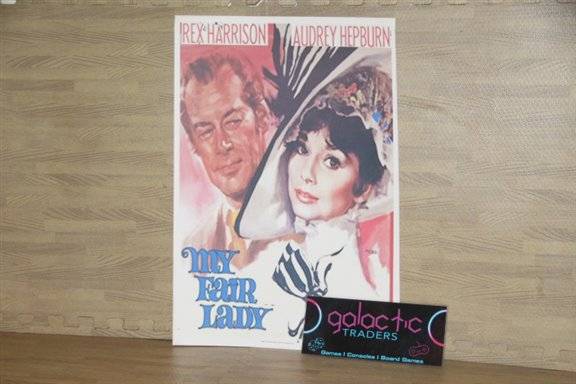 REX HARRISON AUDREY HEPBURN
MY
FAIR
LADY
galactic
TRADERS
Games | Consoles | Board Games